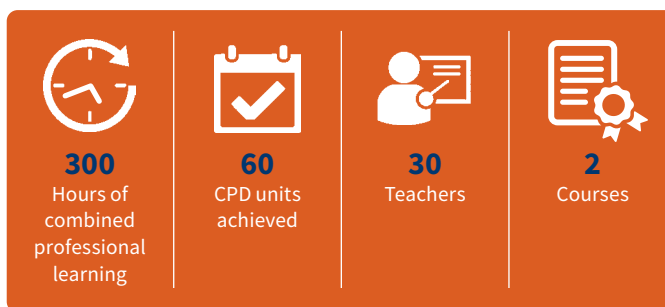 300
Hours of
combined
professional
learning
60
CPD units
achieved
30
Teachers
2
Courses